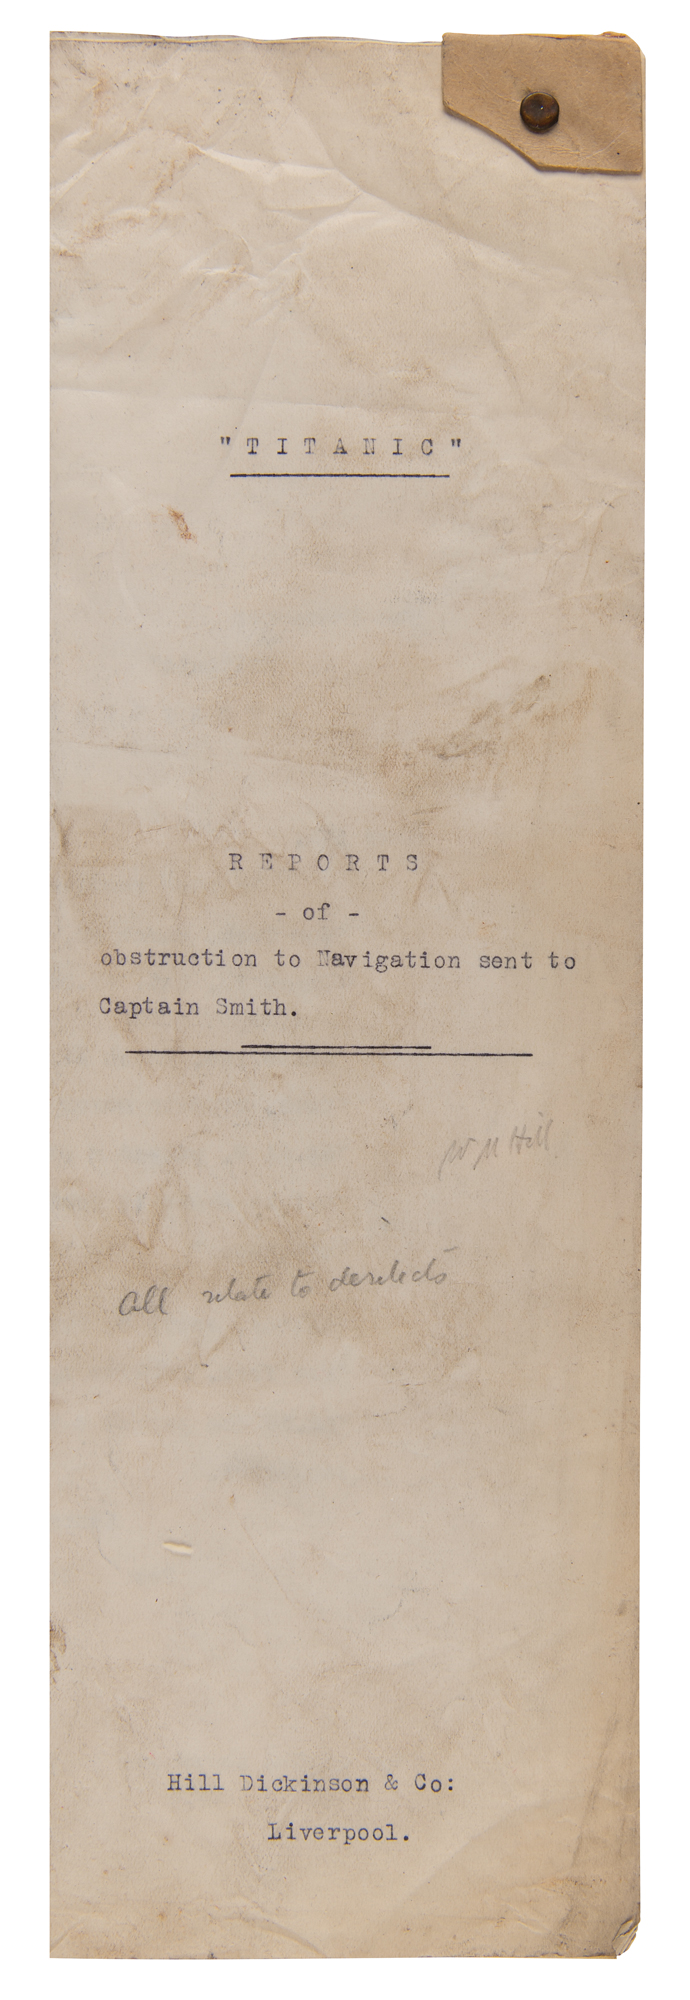 "TITANIC"
REPORTS
- of -
obstruction to Navigation sent to
Captain Smith.
W M Hill
all relate to derelicts
Hill Dickinson & Co:
Liverpool.